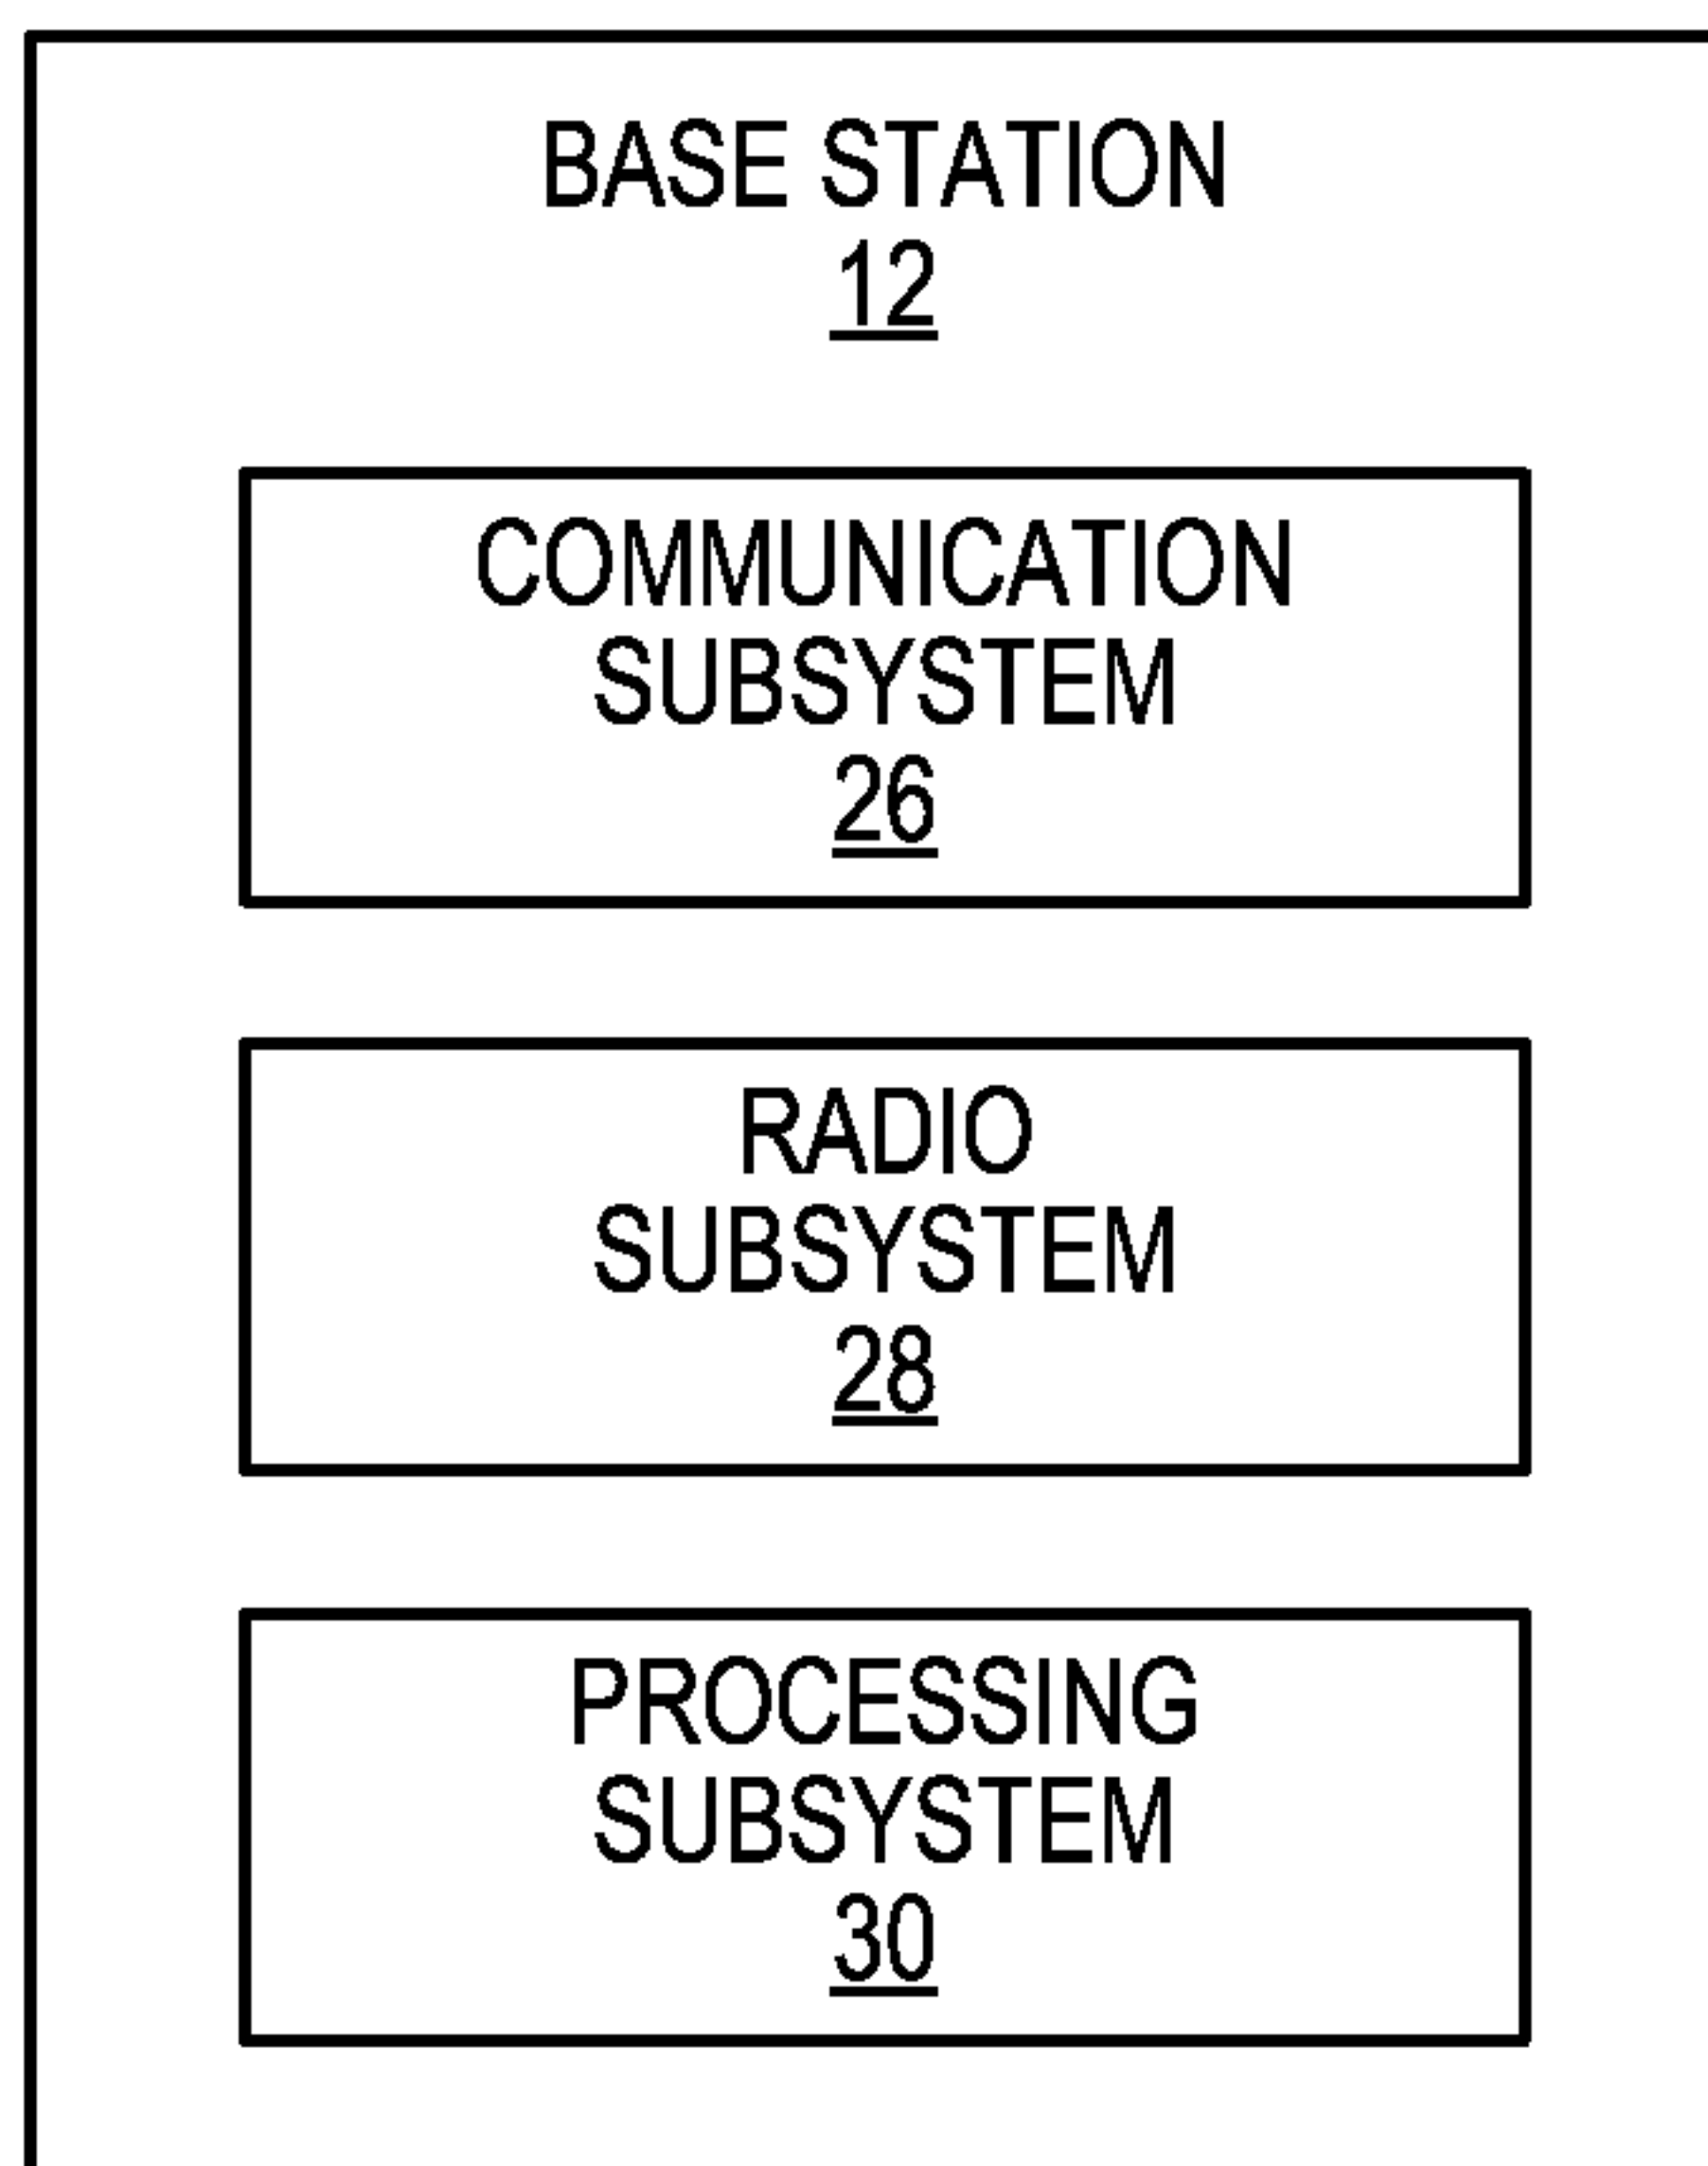 BASE STATION
12
COMMUNICATION
SUBSYSTEM
26
RADIO
SUBSYSTEM
28
PROCESSING
SUBSYSTEM
30